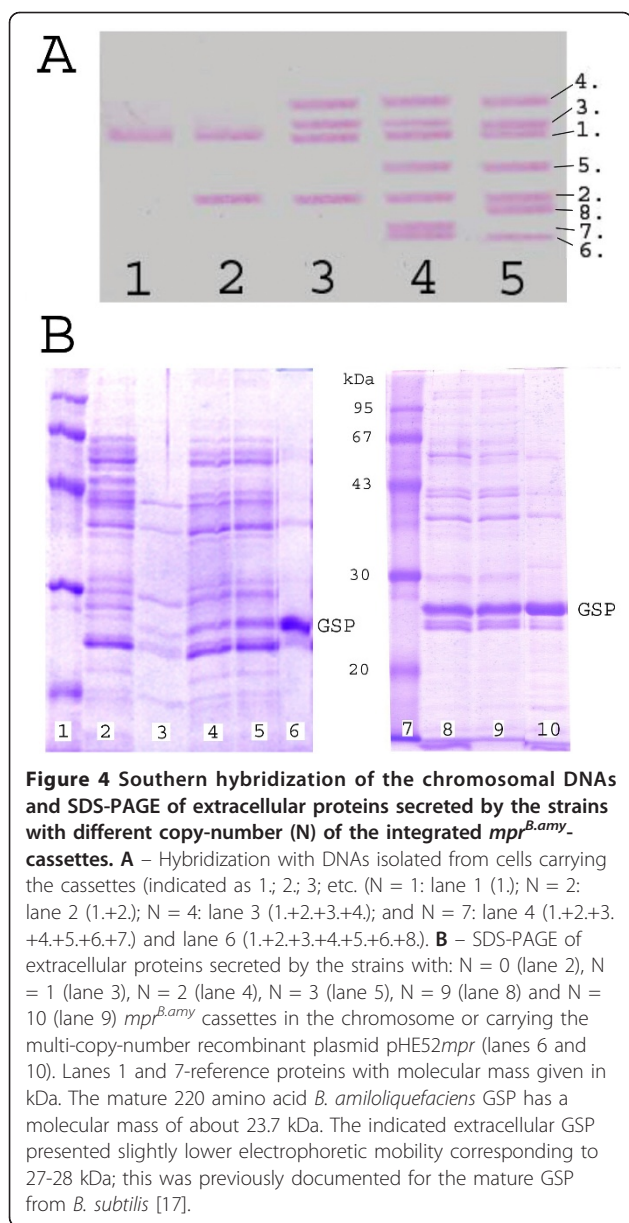 A
4.
3.
1.
5.
2.
8.
7.
6.
1 2 3 4 5
B
kDa
95
67
43
30
GSP
GSP
20
1 2 3 4 5 6 7 8 9 10
Figure 4 Southern hybridization of the chromosomal DNAs
and SDS-PAGE of extracellular proteins secreted by the strains
with different copy-number (N) of the integrated mpr^B.amy-
cassettes. A – Hybridization with DNAs isolated from cells carrying
the cassettes (indicated as 1.; 2.; 3; etc. (N = 1: lane 1 (1.); N = 2:
lane 2 (1.+2.); N = 4: lane 3 (1.+2.+3.+4.); and N = 7: lane 4 (1.+2.+3.
+4.+5.+6.+7.) and lane 6 (1.+2.+3.+4.+5.+6.+8.). B – SDS-PAGE of
extracellular proteins secreted by the strains with: N = 0 (lane 2), N
= 1 (lane 3), N = 2 (lane 4), N = 3 (lane 5), N = 9 (lane 8) and N =
10 (lane 9) mpr^B.amy cassettes in the chromosome or carrying the
multi-copy-number recombinant plasmid pHE52mpr (lanes 6 and
10). Lanes 1 and 7-reference proteins with molecular mass given in
kDa. The mature 220 amino acid B. amiloliquefaciens GSP has a
molecular mass of about 23.7 kDa. The indicated extracellular GSP
presented slightly lower electrophoretic mobility corresponding to
27-28 kDa; this was previously documented for the mature GSP
from B. subtilis [17].